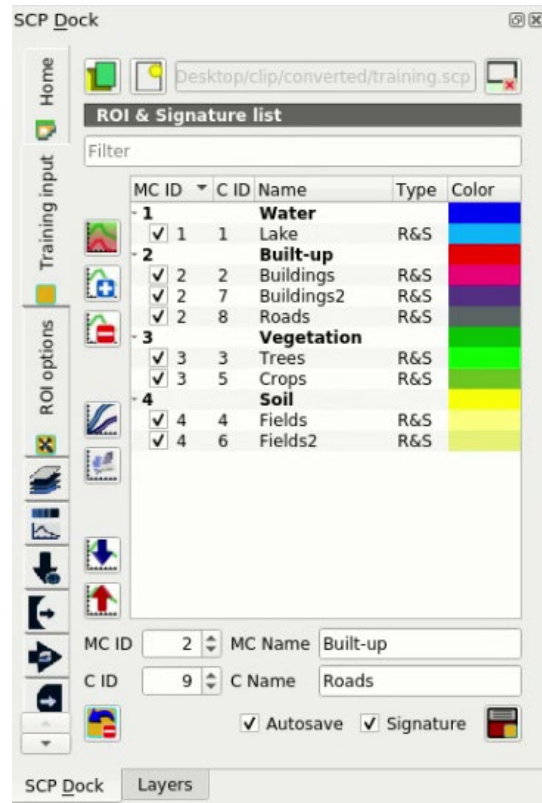 SCP Dock
Home
Training input
ROI options
Desktop/clip/converted/training.scp
ROI & Signature list
Filter
MC ID C ID Name Type Color
1 Water
1 1 Lake R&S
2 Built-up
2 2 Buildings R&S
2 7 Buildings2 R&S
2 8 Roads R&S
3 Vegetation
3 3 Trees R&S
3 5 Crops R&S
4 Soil
4 4 Fields R&S
4 6 Fields2 R&S
MC ID 2 MC Name Built-up
C ID 9 C Name Roads
Autosave Signature
SCP Dock Layers